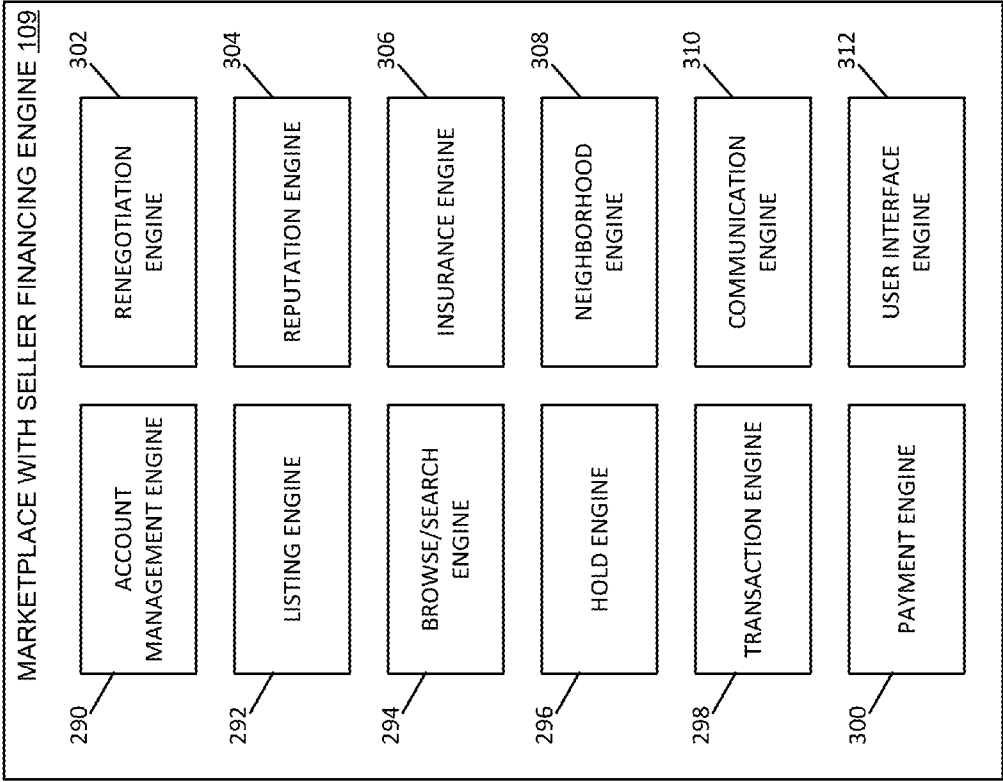 MARKETPLACE WITH SELLER FINANCING ENGINE 109
290
ACCOUNT
MANAGEMENT ENGINE
292
LISTING ENGINE
294
BROWSE/SEARCH
ENGINE
296
HOLD ENGINE
298
TRANSACTION ENGINE
300
PAYMENT ENGINE
302
RENEGOTIATION
ENGINE
304
REPUTATION ENGINE
306
INSURANCE ENGINE
308
NEIGHBORHOOD
ENGINE
310
COMMUNICATION
ENGINE
312
USER INTERFACE
ENGINE